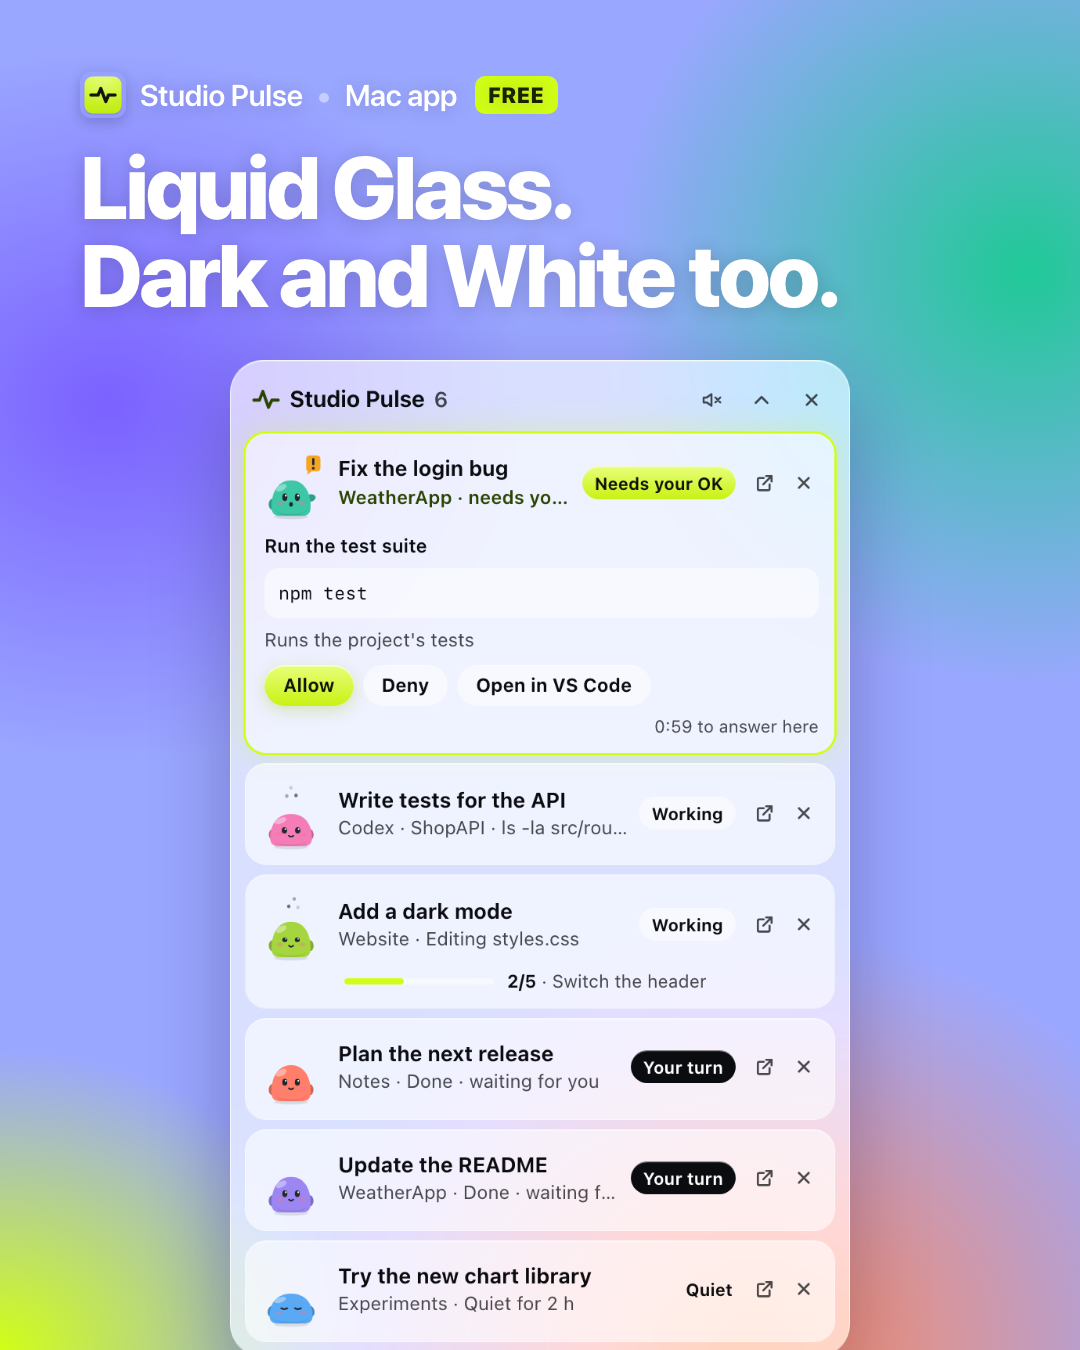 Studio Pulse • Mac app FREE
Liquid Glass.
Dark and White too.
Studio Pulse 6
Fix the login bug
WeatherApp · needs yo...
Needs your OK
Run the test suite
npm test
Runs the project's tests
Allow Deny Open in VS Code
0:59 to answer here
Write tests for the API
Codex · ShopAPI · ls -la src/rou...
Working
Add a dark mode
Website · Editing styles.css
Working
2/5 · Switch the header
Plan the next release
Notes · Done · waiting for you
Your turn
Update the README
WeatherApp · Done · waiting f...
Your turn
Try the new chart library
Experiments · Quiet for 2 h
Quiet